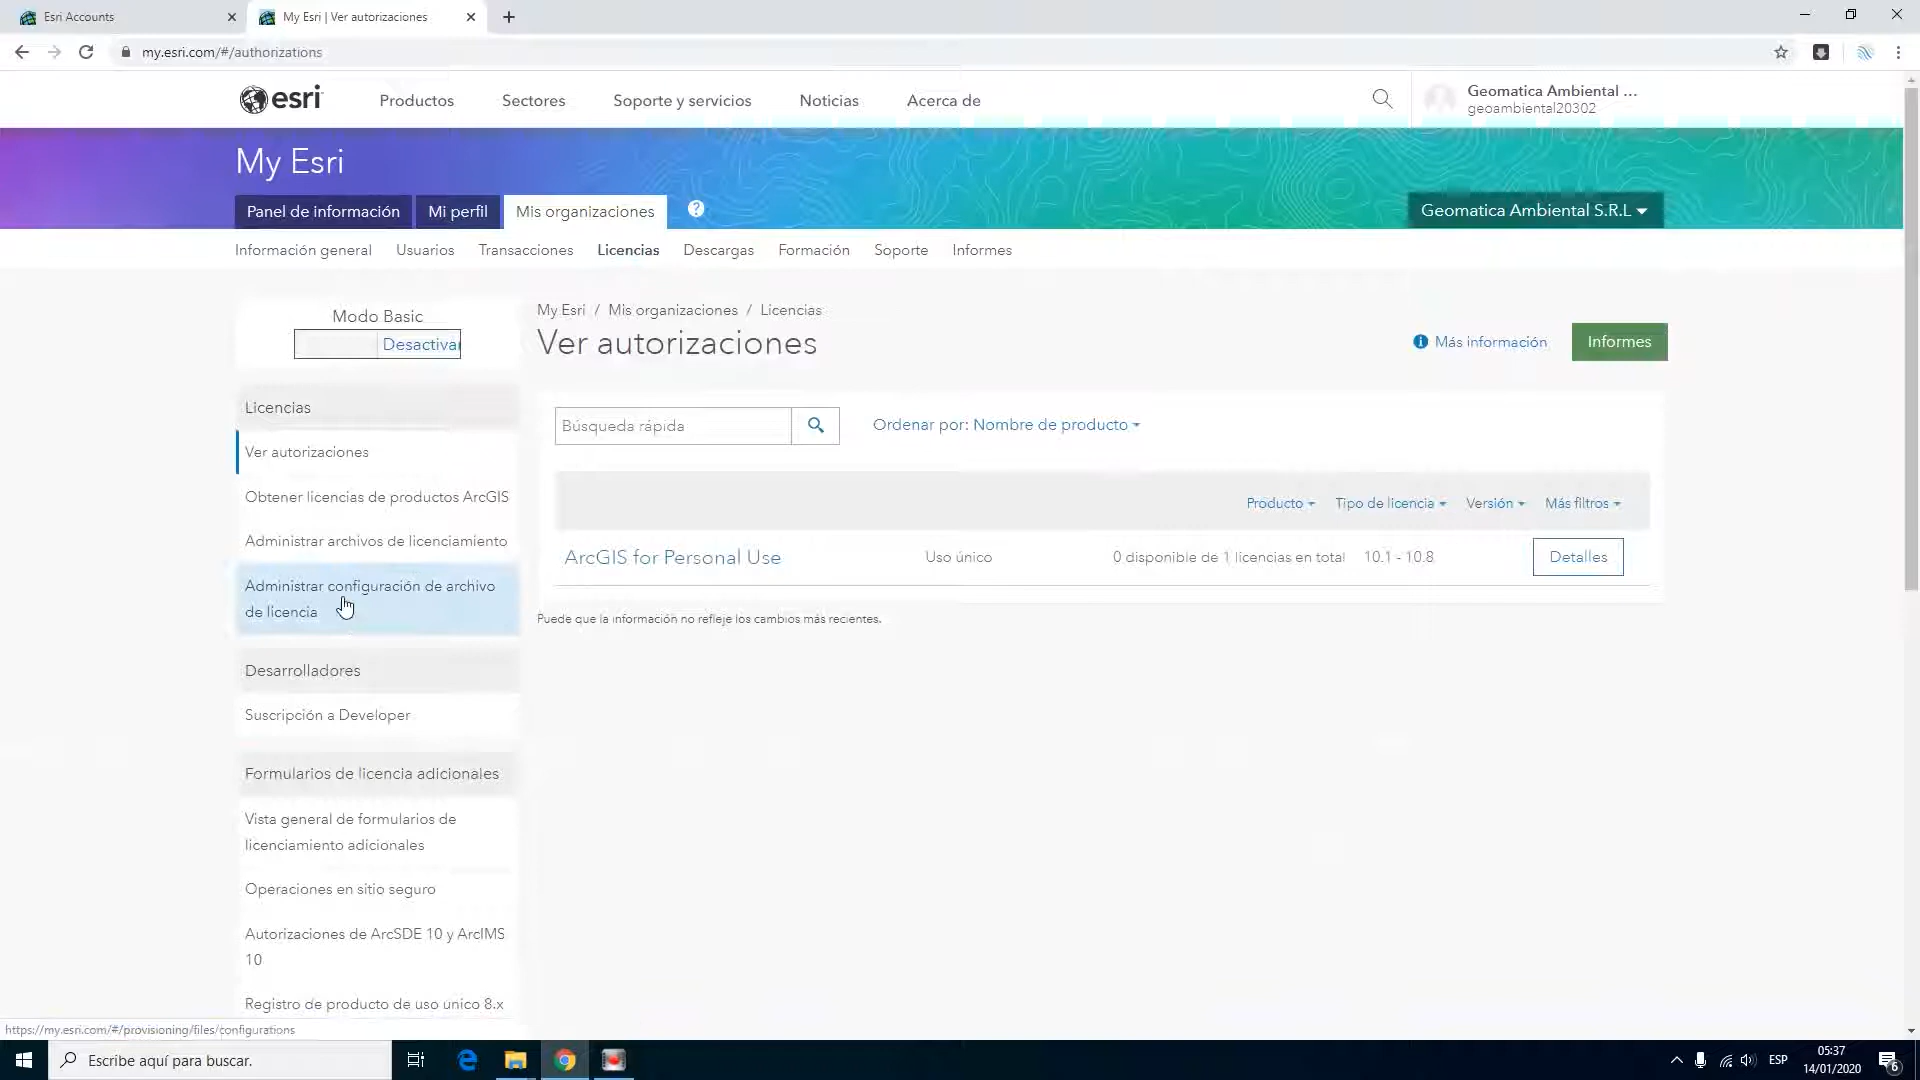 Esri Accounts
My Esri | Ver autorizaciones
my.esri.com/#/authorizations
esri
Productos
Sectores
Soporte y servicios
Noticias
Acerca de
Geomatica Ambiental ...
geoambiental20302
My Esri
Panel de información
Mi perfil
Mis organizaciones
?
Geomatica Ambiental S.R.L
Información general
Usuarios
Transacciones
Licencias
Descargas
Formación
Soporte
Informes
Modo Basic
Desactivar
My Esri / Mis organizaciones / Licencias
Ver autorizaciones
Más información
Informes
Licencias
Ver autorizaciones
Obtener licencias de productos ArcGIS
Administrar archivos de licenciamiento
Administrar configuración de archivo
de licencia
Desarrolladores
Suscripción a Developer
Formularios de licencia adicionales
Vista general de formularios de
licenciamiento adicionales
Operaciones en sitio seguro
Autorizaciones de ArcSDE 10 y ArcIMS
10
Registro de producto de uso único 8.x
Búsqueda rápida
Ordenar por: Nombre de producto
Producto
Tipo de licencia
Versión
Más filtros
ArcGIS for Personal Use
Uso único
0 disponible de 1 licencias en total
10.1 - 10.8
Detalles
Puede que la información no refleje los cambios más recientes.
https://my.esri.com/#/provisioning/files/configurations
Escribe aquí para buscar.
ESP
05:37
14/01/2020
6